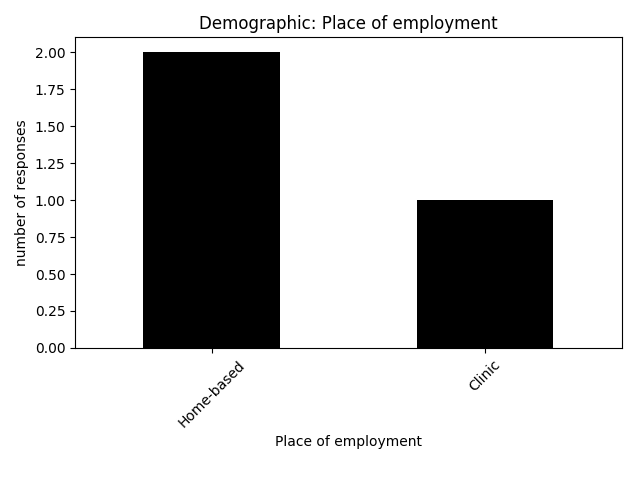 Demographic: Place of employment
number of responses
2.00
1.75
1.50
1.25
1.00
0.75
0.50
0.25
0.00
Home-based
Clinic
Place of employment